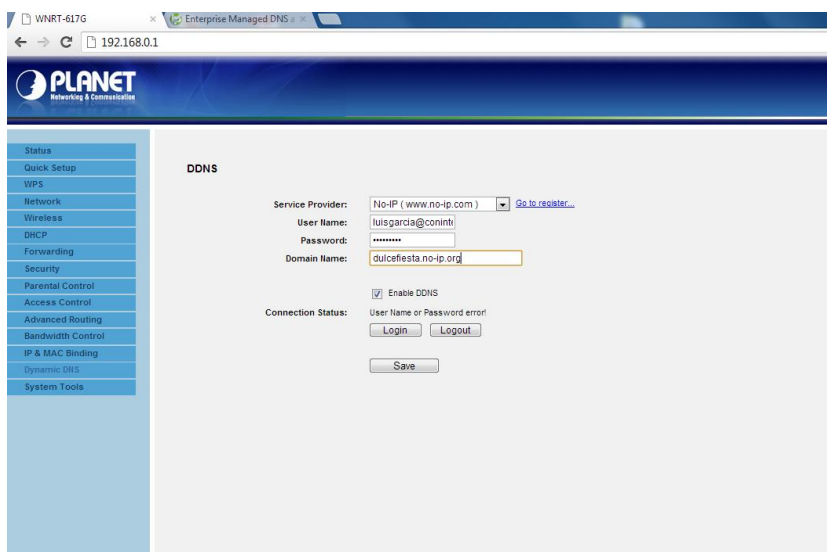 WNRT-617G
Enterprise Managed DNS a
192.168.0.1
PLANET
Networking & Communication
Status
Quick Setup
WPS
Network
Wireless
DHCP
Forwarding
Security
Parental Control
Access Control
Advanced Routing
Bandwidth Control
IP & MAC Binding
Dynamic DNS
System Tools
DDNS
Service Provider: No-IP ( www.no-ip.com ) Go to register...
User Name: luisgarcia@coninte
Password: •••••••••
Domain Name: dulcefiesta.no-ip.org
Enable DDNS
Connection Status: User Name or Password error!
Login Logout
Save